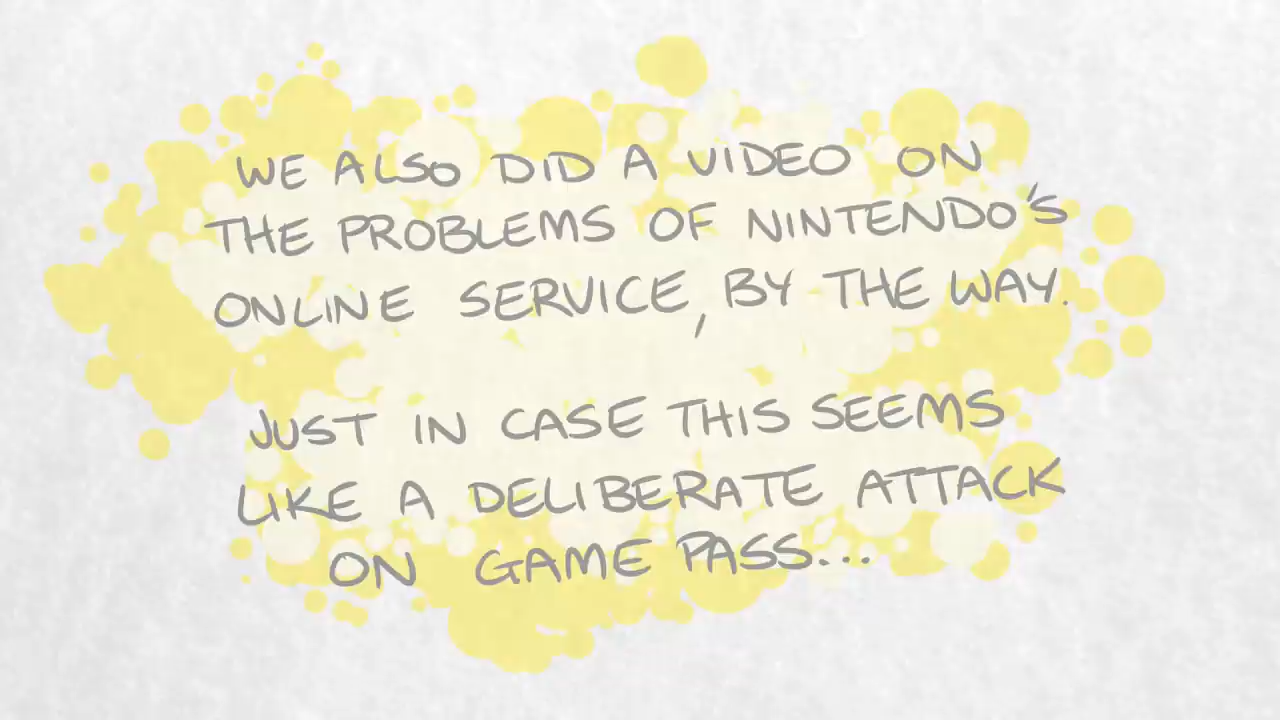 WE ALSO DID A VIDEO ON
THE PROBLEMS OF NINTENDO'S
ONLINE SERVICE, BY THE WAY.
JUST IN CASE THIS SEEMS
LIKE A DELIBERATE ATTACK
ON GAME PASS...